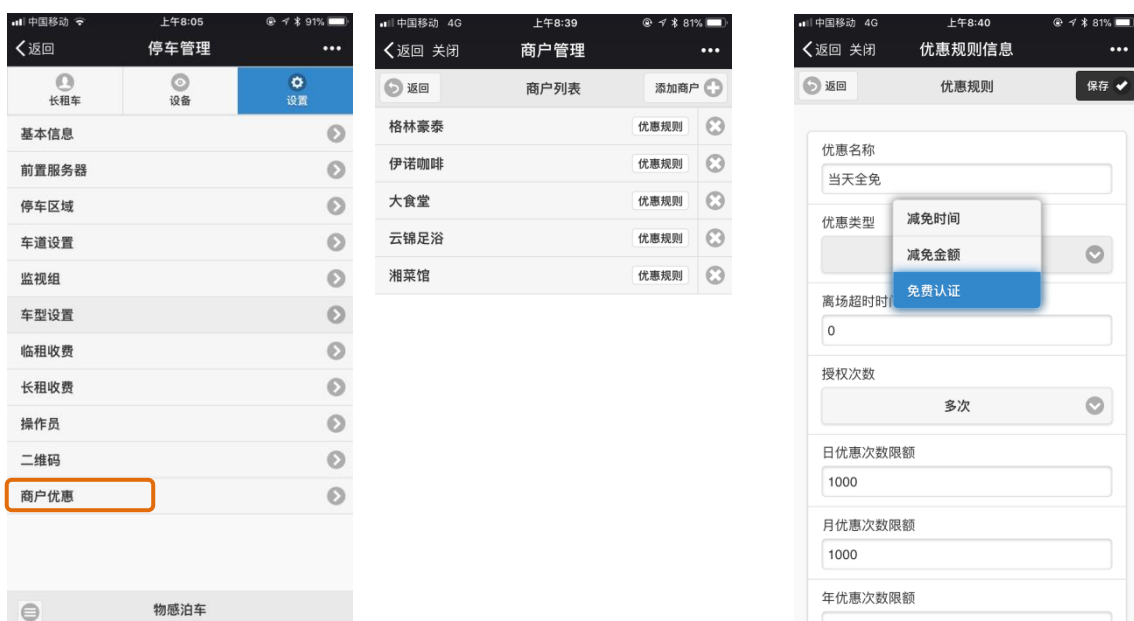 中国移动 上午8:05 91%
返回 停车管理
长租车 设备 设置
基本信息
前置服务器
停车区域
车道设置
监视组
车型设置
临租收费
长租收费
操作员
二维码
商户优惠
物感泊车
中国移动 4G 上午8:39 81%
返回 关闭 商户管理
返回 商户列表 添加商户
格林豪泰 优惠规则
伊诺咖啡 优惠规则
大食堂 优惠规则
云锦足浴 优惠规则
湘菜馆 优惠规则
中国移动 4G 上午8:40 81%
返回 关闭 优惠规则信息
返回 优惠规则 保存
优惠名称
当天全免
优惠类型
减免时间
减免金额
免费认证
离场超时时
0
授权次数
多次
日优惠次数限额
1000
月优惠次数限额
1000
年优惠次数限额